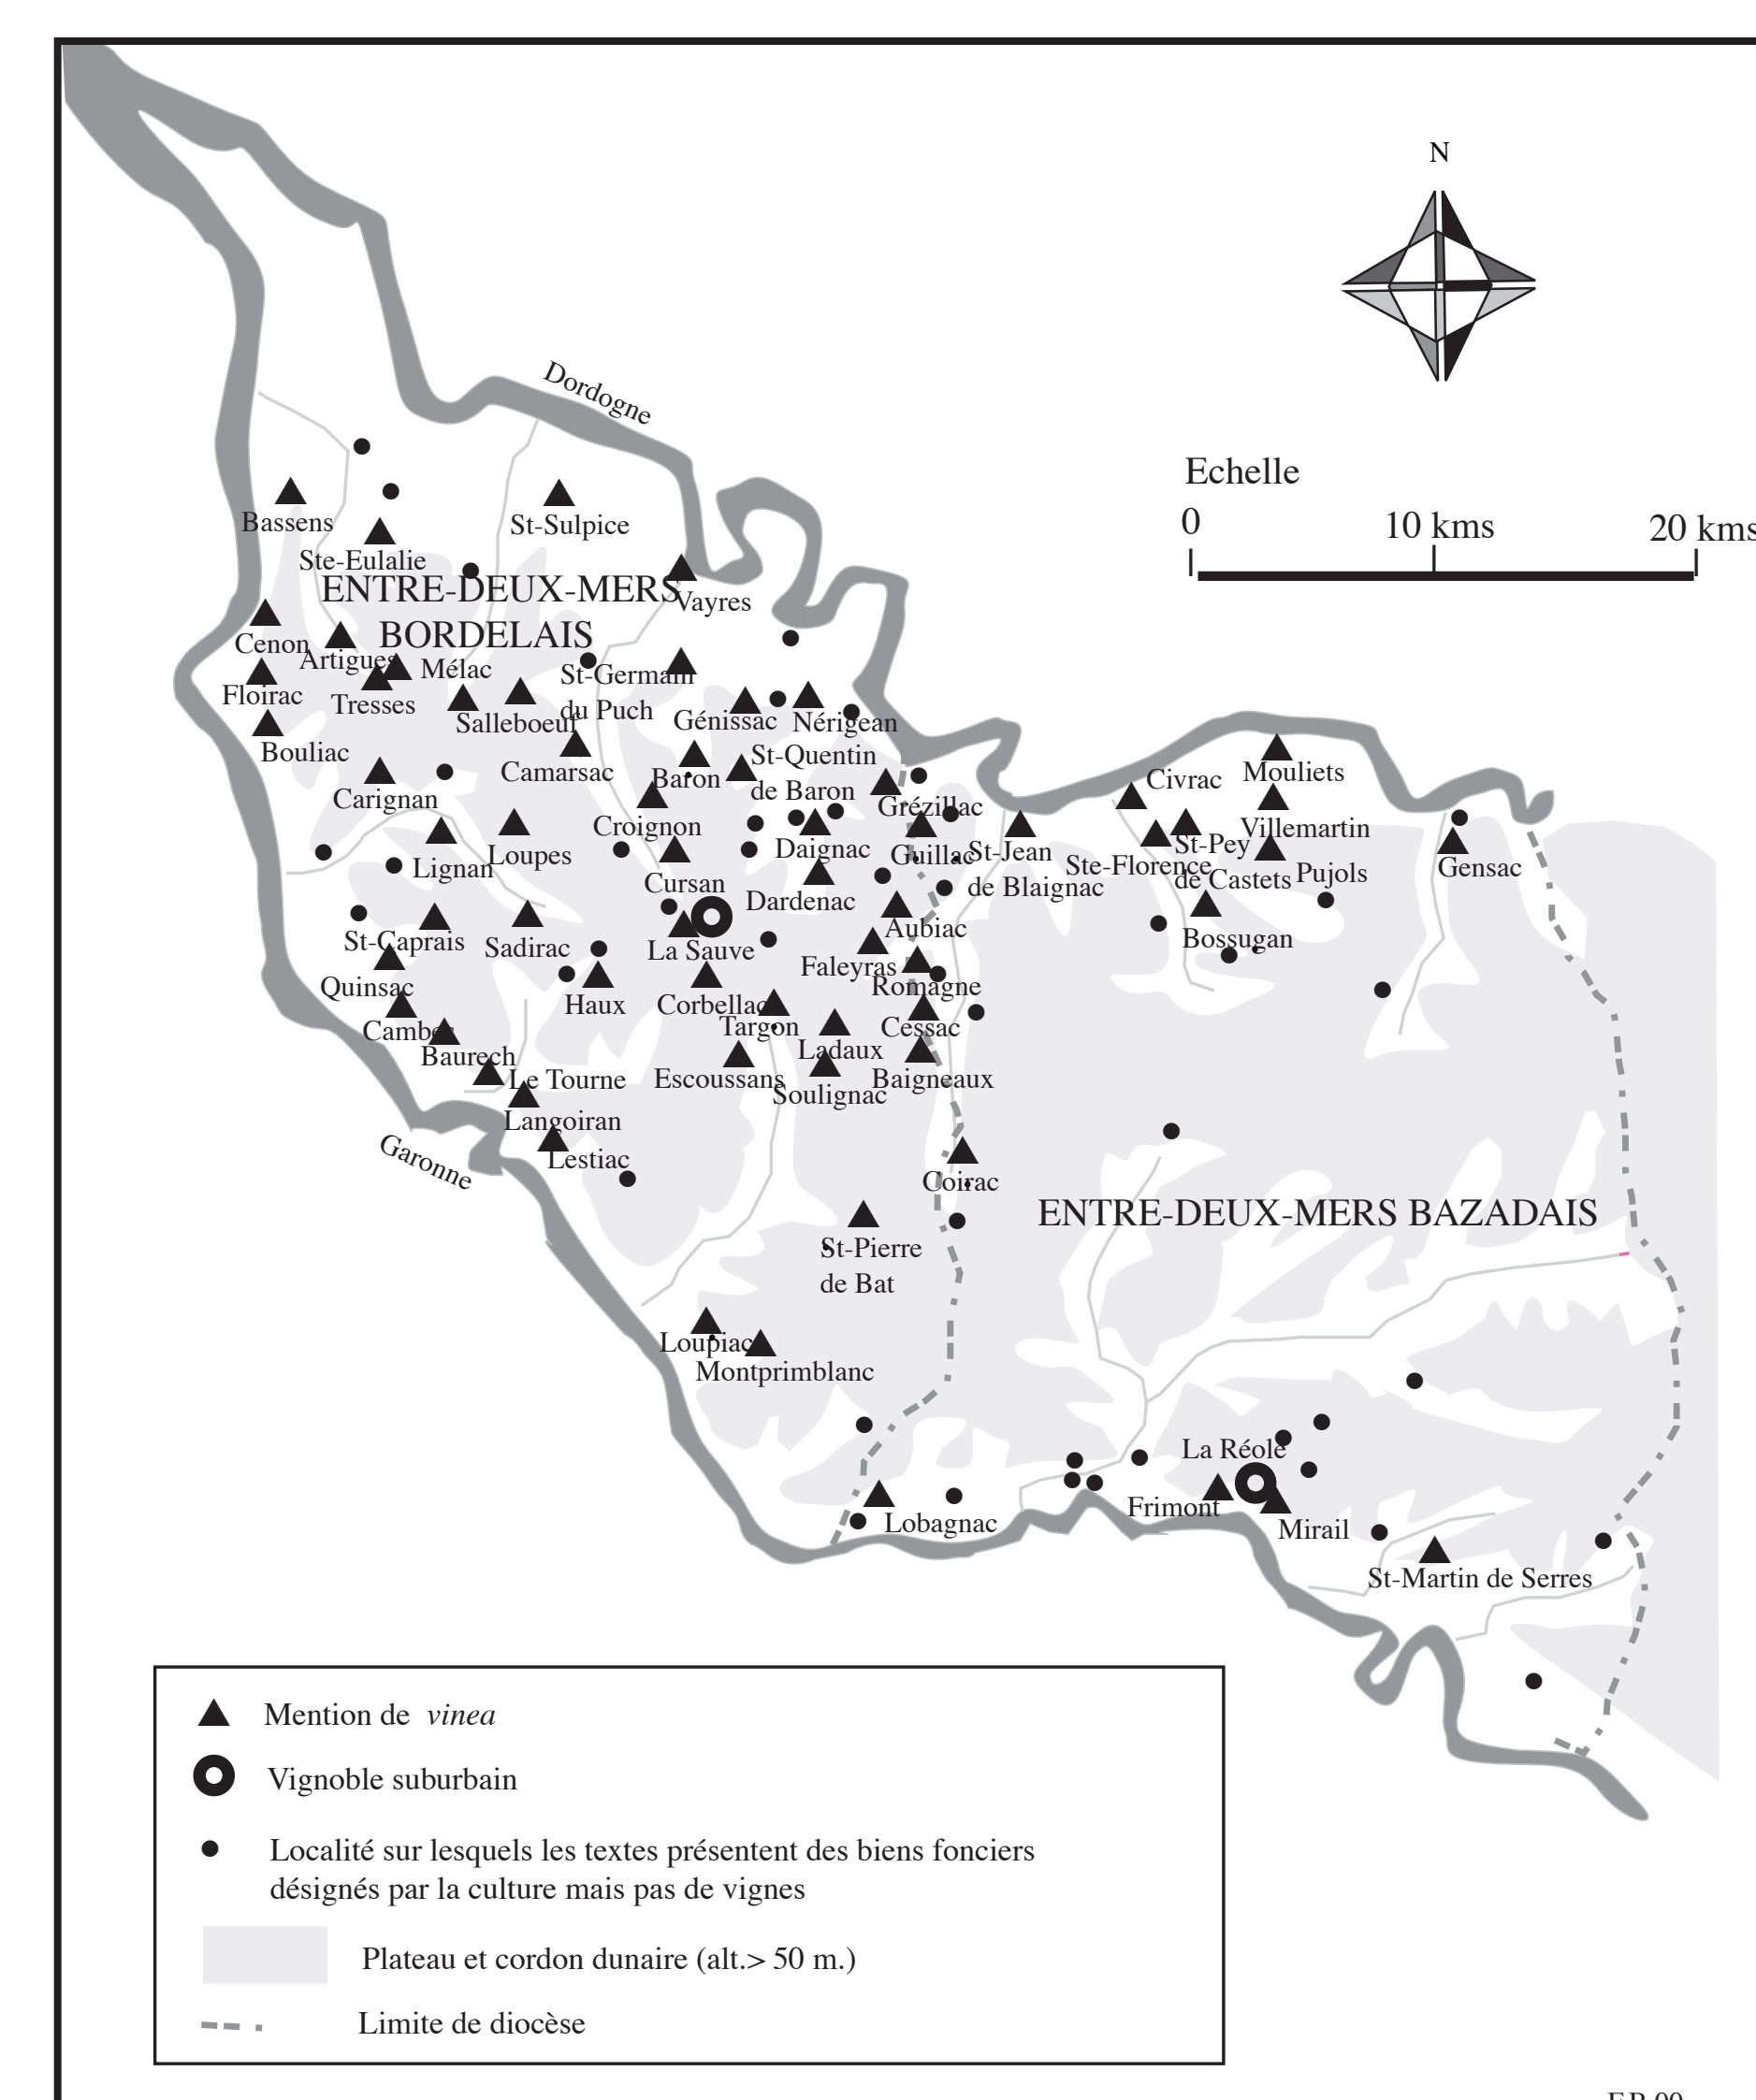 N
Dordogne
Echelle
0
10 kms
20 kms
Bassens
St-Sulpice
Ste-Eulalie
ENTRE-DEUX-MERS
BORDELAIS
Vayres
Cenon
Artigues
Mélac
Floirac
Tresses
Salleboeuf
St-Germain
du Puch
Génissac
Nérigean
Bouliac
Camarsac
Baron
St-Quentin
de Baron
Civrac
Mouliets
Carignan
Croignon
Grézillac
Villemartin
Lignan
Loupes
Daignac
Guillac
St-Jean
de Blaignac
Ste-Florence
St-Pey
de Castets
Pujols
Gensac
Cursan
Dardenac
St-Caprais
Sadirac
La Sauve
Aubiac
Bossugan
Quinsac
Haux
Corbellac
Faleyras
Romagne
Cambes
Targon
Cessac
Baurech
Ladaux
Le Tourne
Escoussans
Soulignac
Baigneaux
Langoiran
Garonne
Lestiac
Coirac
ENTRE-DEUX-MERS BAZADAIS
St-Pierre
de Bat
Loupiac
Montprimblanc
La Réole
Frimont
Lobagnac
Mirail
St-Martin de Serres
Mention de vinea
Vignoble suburbain
Localité sur lesquels les textes présentent des biens fonciers
désignés par la culture mais pas de vignes
Plateau et cordon dunaire (alt.> 50 m.)
Limite de diocèse